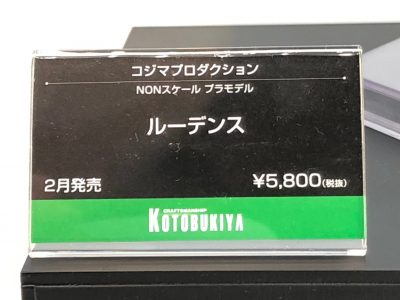 コジマプロダクション
NONスケール プラモデル
ルーデンス
2月発売 ¥5,800(税抜)
CRAFTSMANSHIP
KOTOBUKIYA